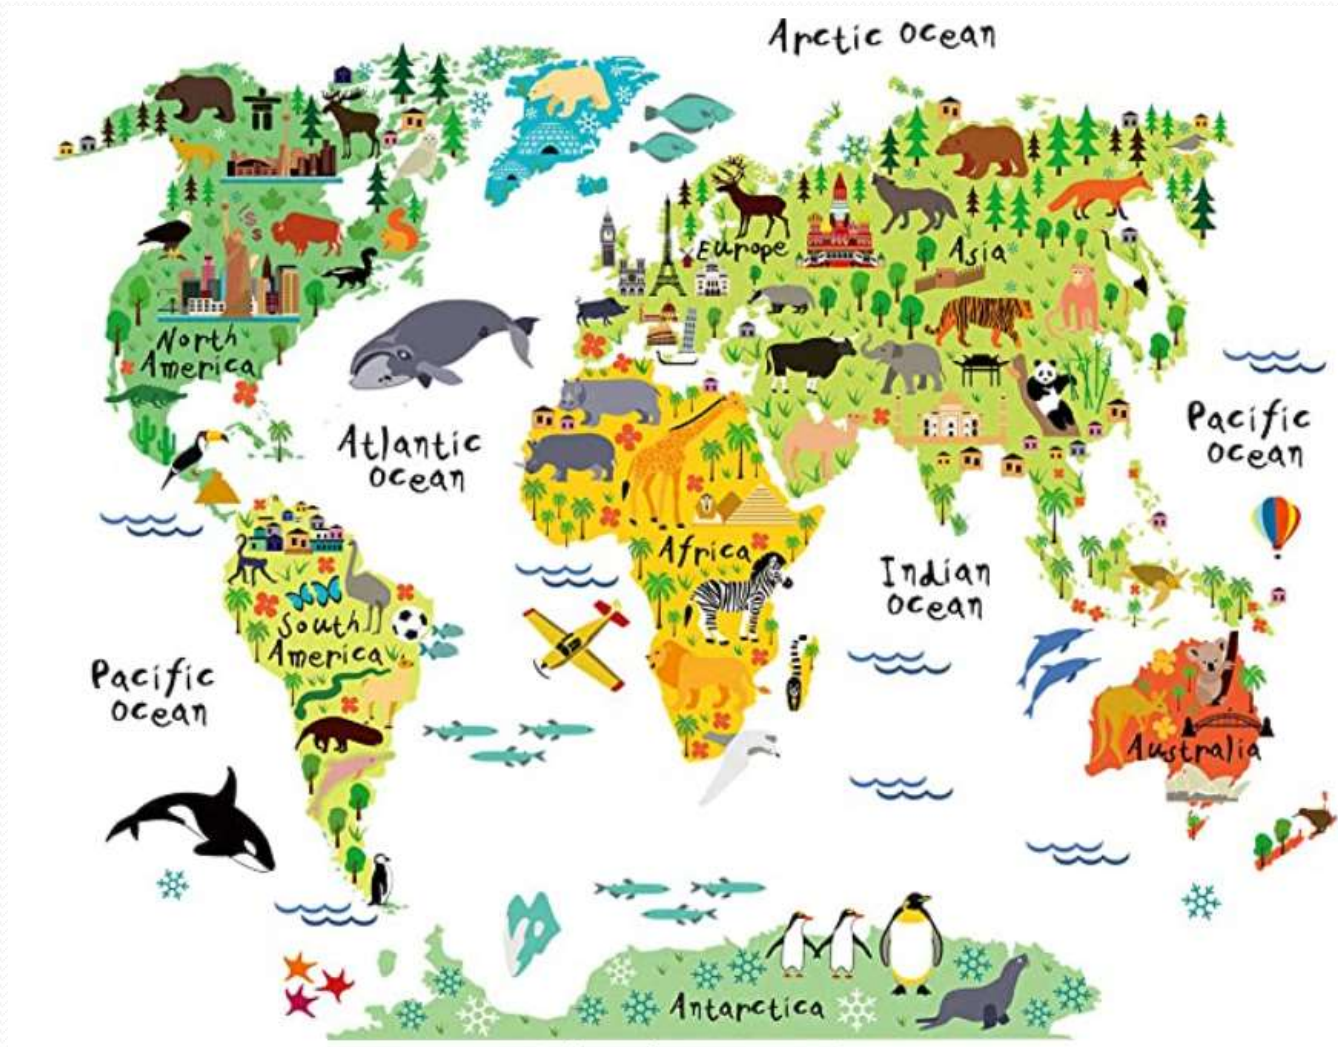 Arctic Ocean
Europe
Asia
North
America
Atlantic
Ocean
Pacific
Ocean
Africa
Indian
Ocean
South
America
Pacific
Ocean
Australia
Antarctica
$
$